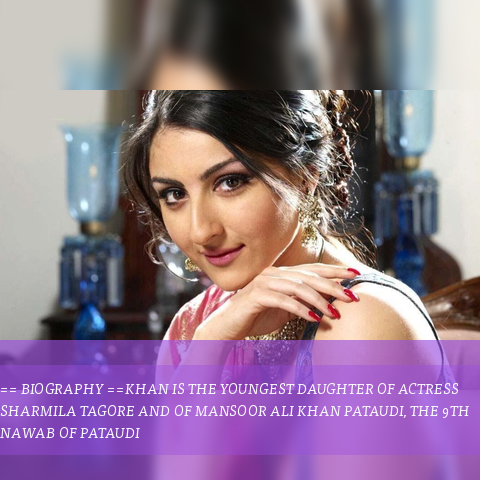 == BIOGRAPHY ==KHAN IS THE YOUNGEST DAUGHTER OF ACTRESS
SHARMILA TAGORE AND OF MANSOOR ALI KHAN PATAUDI, THE 9TH
NAWAB OF PATAUDI